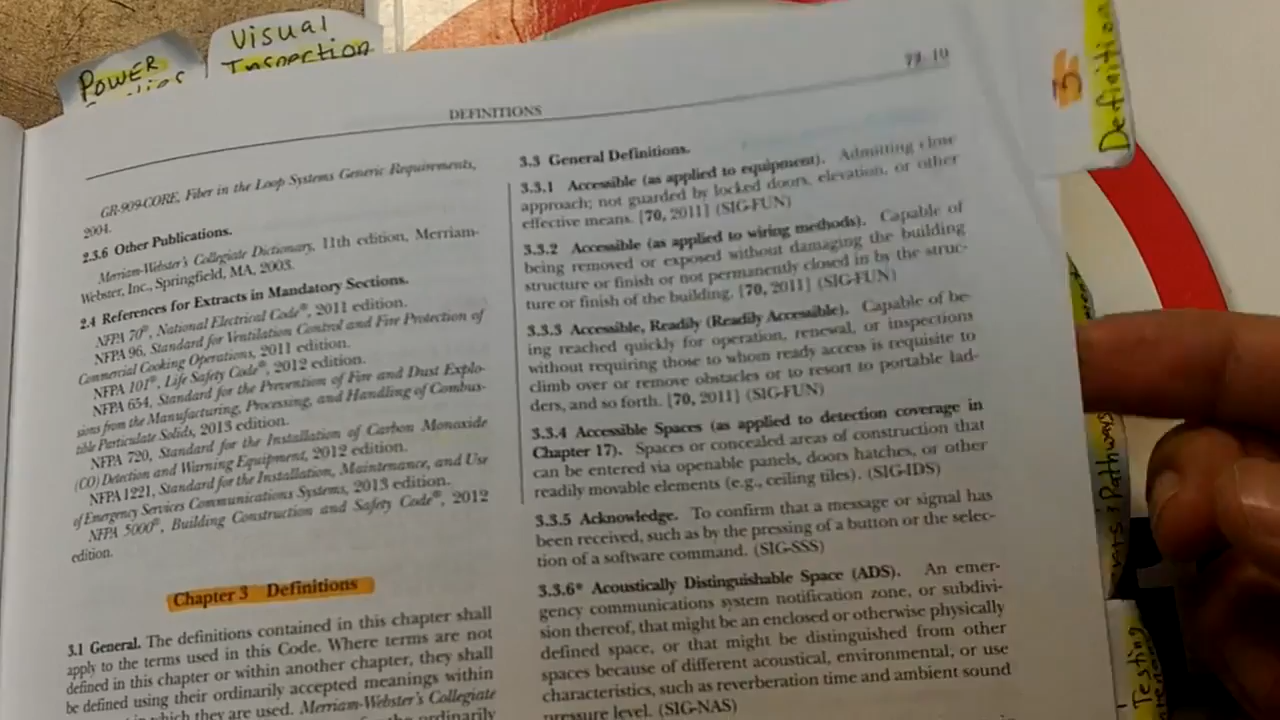 POWER
Visual
Inspection
Definition
3
DEFINITIONS
GR-909-CORE, Fiber in the Loop Systems Generic Requirements,
2004.
2.3.6 Other Publications.
Merriam-Webster's Collegiate Dictionary, 11th edition, Merriam-
Webster, Inc., Springfield, MA, 2003.
2.4 References for Extracts in Mandatory Sections.
NFPA 70®, National Electrical Code®, 2011 edition.
NFPA 96, Standard for Ventilation Control and Fire Protection of
Commercial Cooking Operations, 2011 edition.
NFPA 101®, Life Safety Code®, 2012 edition.
NFPA 654, Standard for the Prevention of Fire and Dust Explo-
sions from the Manufacturing, Processing, and Handling of Combus-
tible Particulate Solids, 2013 edition.
NFPA 720, Standard for the Installation of Carbon Monoxide
(CO) Detection and Warning Equipment, 2012 edition.
NFPA 1221, Standard for the Installation, Maintenance, and Use
of Emergency Services Communications Systems, 2013 edition.
NFPA 5000®, Building Construction and Safety Code®, 2012
edition.
Chapter 3 Definitions
3.1 General. The definitions contained in this chapter shall
apply to the terms used in this Code. Where terms are not
defined in this chapter or within another chapter, they shall
be defined using their ordinarily accepted meanings within
which they are used. Merriam-Webster's Collegiate
ordinarily
3.3 General Definitions.
3.3.1 Accessible (as applied to equipment). Admitting close
approach; not guarded by locked doors, elevation, or other
effective means. [70, 2011] (SIG-FUN)
3.3.2 Accessible (as applied to wiring methods). Capable of
being removed or exposed without damaging the building
structure or finish or not permanently closed in by the struc-
ture or finish of the building. [70, 2011] (SIG-FUN)
3.3.3 Accessible, Readily (Readily Accessible). Capable of be-
ing reached quickly for operation, renewal, or inspections
without requiring those to whom ready access is requisite to
climb over or remove obstacles or to resort to portable lad-
ders, and so forth. [70, 2011] (SIG-FUN)
3.3.4 Accessible Spaces (as applied to detection coverage in
Chapter 17). Spaces or concealed areas of construction that
can be entered via openable panels, doors hatches, or other
readily movable elements (e.g., ceiling tiles). (SIG-IDS)
3.3.5 Acknowledge. To confirm that a message or signal has
been received, such as by the pressing of a button or the selec-
tion of a software command. (SIG-SSS)
3.3.6* Acoustically Distinguishable Space (ADS). An emer-
gency communications system notification zone, or subdivi-
sion thereof, that might be an enclosed or otherwise physically
defined space, or that might be distinguished from other
spaces because of different acoustical, environmental, or use
characteristics, such as reverberation time and ambient sound
pressure level. (SIG-NAS)
Pathways
Testing